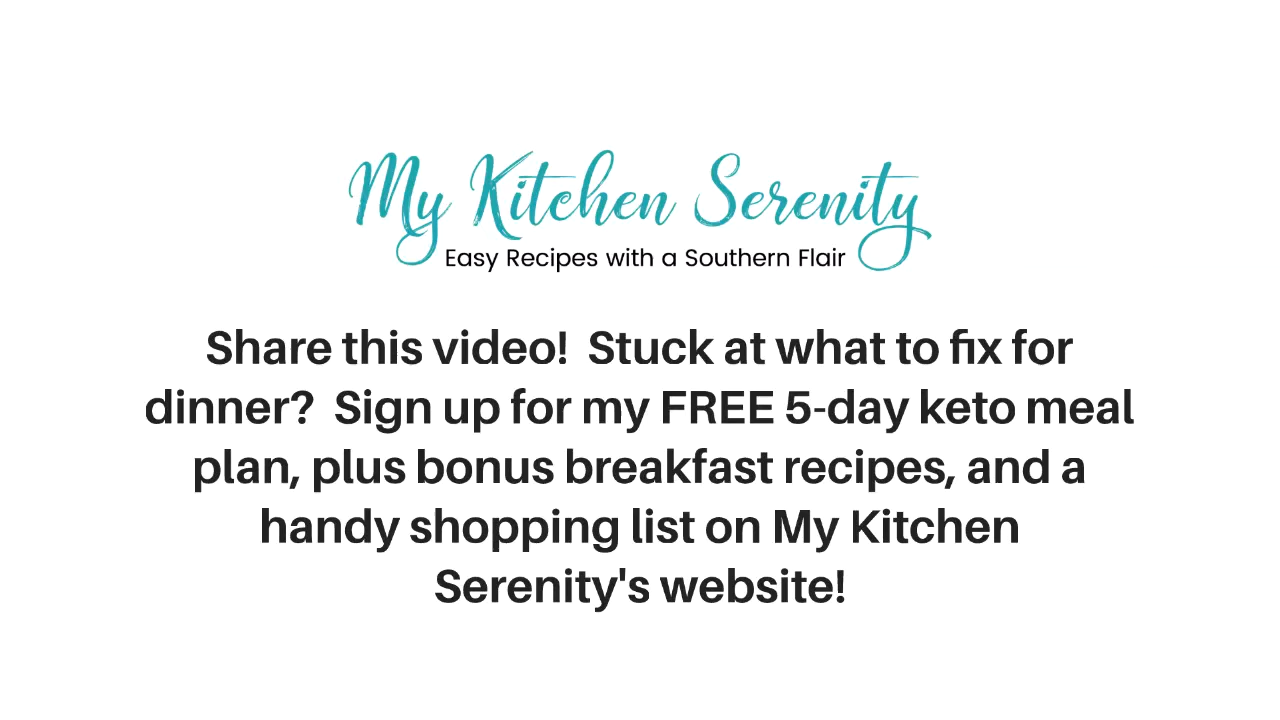 My Kitchen Serenity
Easy Recipes with a Southern Flair
Share this video!  Stuck at what to fix for
dinner?  Sign up for my FREE 5-day keto meal
plan, plus bonus breakfast recipes, and a
handy shopping list on My Kitchen
Serenity's website!